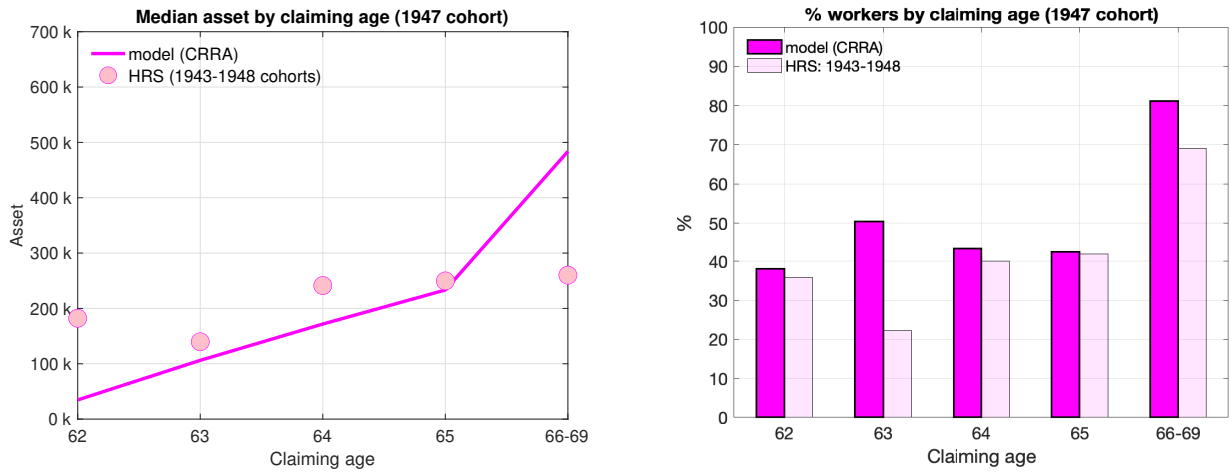 Median asset by claiming age (1947 cohort)
700 k
600 k
500 k
400 k
300 k
200 k
100 k
0 k
Asset
model (CRRA)
HRS (1943-1948 cohorts)
62 63 64 65 66-69
Claiming age
% workers by claiming age (1947 cohort)
100
90
80
70
60
50
40
30
20
10
0
%
model (CRRA)
HRS: 1943-1948
62 63 64 65 66-69
Claiming age